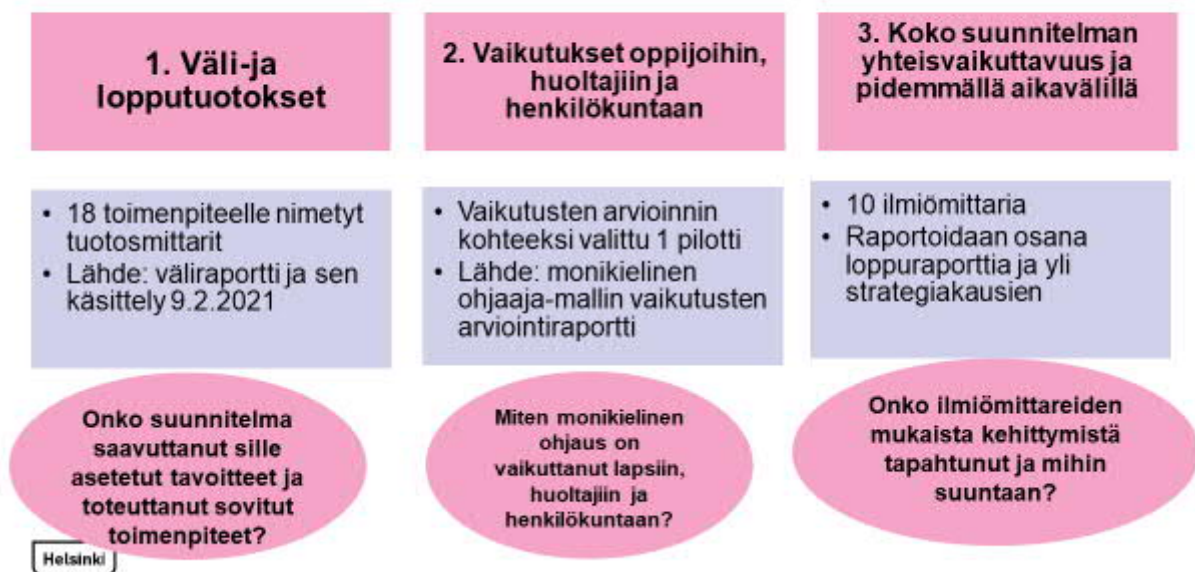 1. Väli-ja
lopputuotokset
2. Vaikutukset oppijoihin,
huoltajiin ja
henkilökuntaan
3. Koko suunnitelman
yhteisvaikuttavuus ja
pidemmällä aikavälillä
• 18 toimenpiteelle nimetyt
tuotosmittarit
• Lähde: väliraportti ja sen
käsittely 9.2.2021
• Vaikutusten arvioinnin
kohteeksi valittu 1 pilotti
• Lähde: monikielinen
ohjaaja-mallin vaikutusten
arviointiraportti
• 10 ilmiömittaria
• Raportoidaan osana
loppuraporttia ja yli
strategiakausien
Onko suunnitelma
saavuttanut sille
asetetut tavoitteet ja
toteuttanut sovitut
toimenpiteet?
Miten monikielinen
ohjaus on
vaikuttanut lapsiin,
huoltajiin ja
henkilökuntaan?
Onko ilmiömittareiden
mukaista kehittymistä
tapahtunut ja mihin
suuntaan?
Helsinki